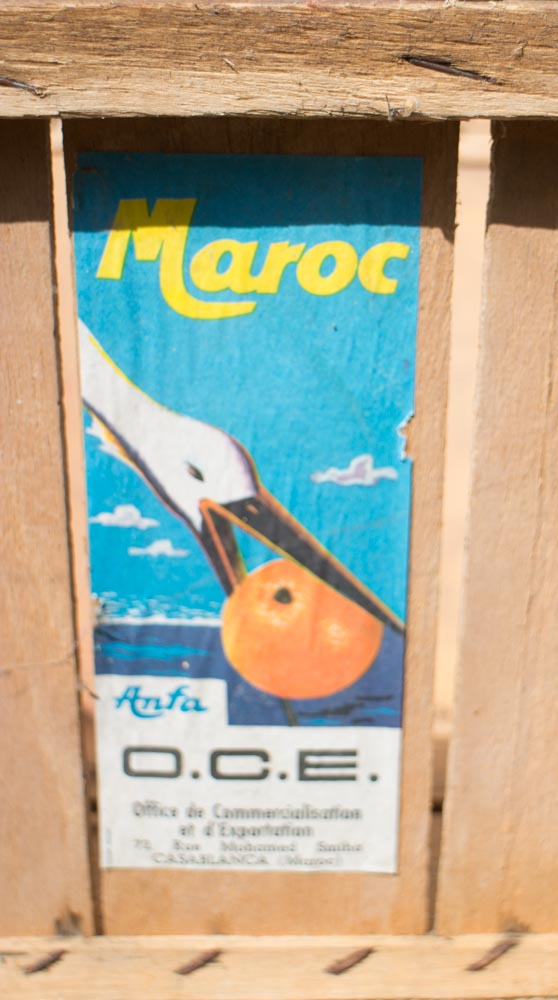 Maroc
Anfa
O.C.E.
Office de Commercialisation
et d'Exportation
Rue Mohamed Smiha
CASABLANCA (Maroc)